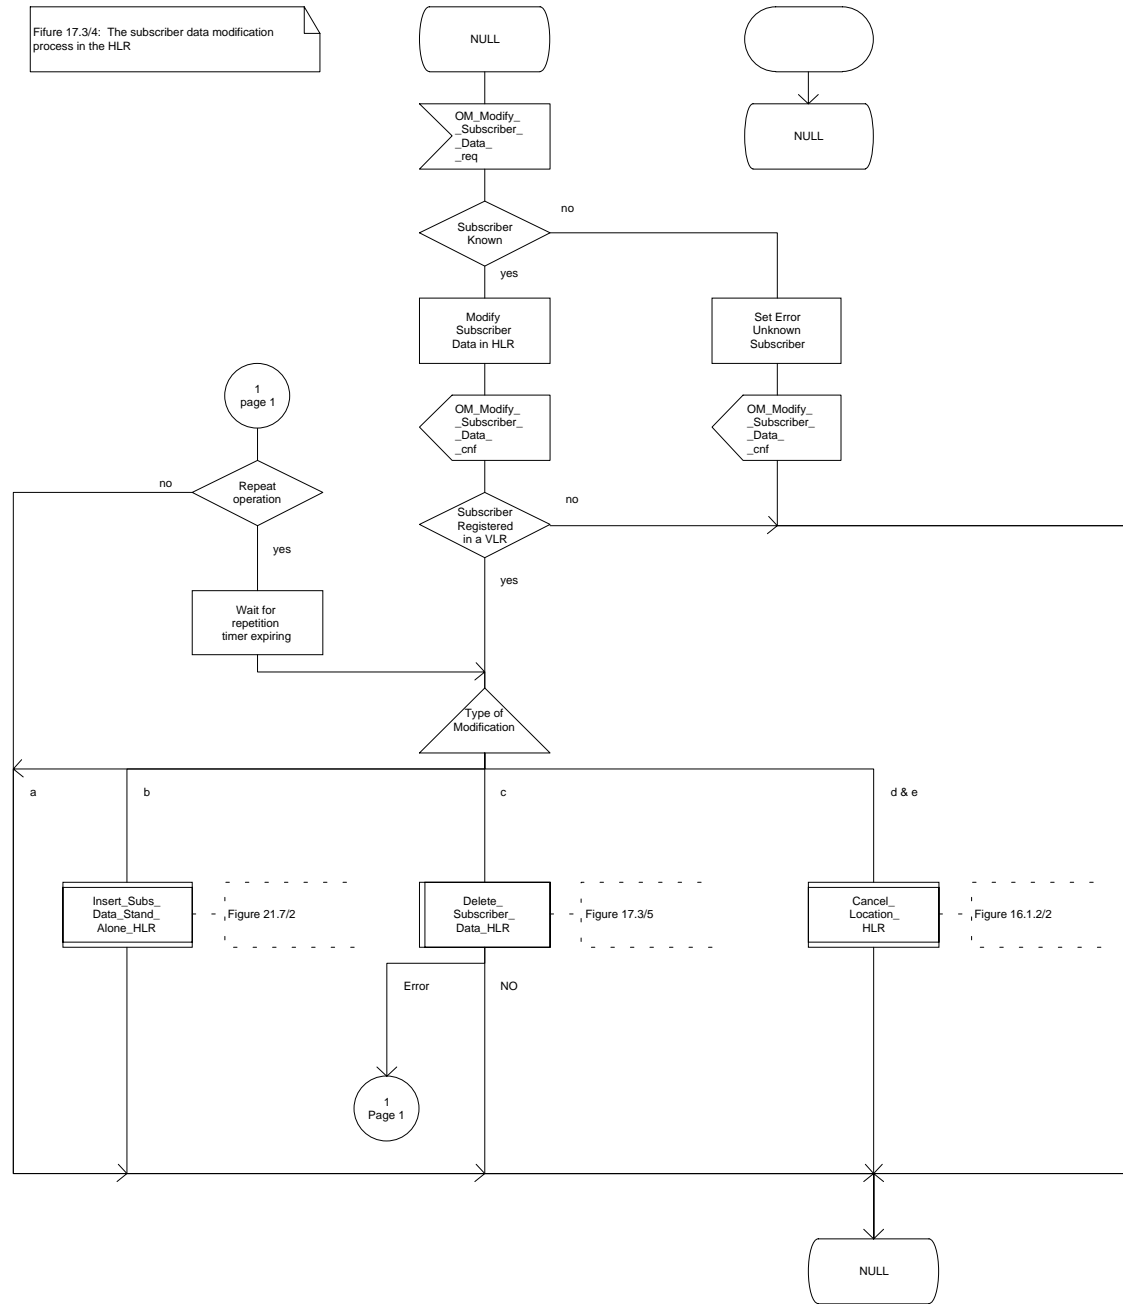 Fifure 17.3/4: The subscriber data modification
process in the HLR
NULL
OM_Modify_
_Subscriber_
_Data_
_req
NULL
Subscriber
Known
no
yes
Modify
Subscriber
Data in HLR
Set Error
Unknown
Subscriber
1
page 1
OM_Modify_
_Subscriber_
_Data_
_cnf
OM_Modify_
_Subscriber_
_Data_
_cnf
Repeat
operation
no
yes
Subscriber
Registered
in a VLR
no
yes
Wait for
repetition
timer expiring
Type of
Modification
a
b
c
d & e
Insert_Subs_
Data_Stand_
Alone_HLR
Figure 21.7/2
Delete_
Subscriber_
Data_HLR
Figure 17.3/5
Cancel_
Location_
HLR
Figure 16.1.2/2
Error
NO
1
Page 1
NULL